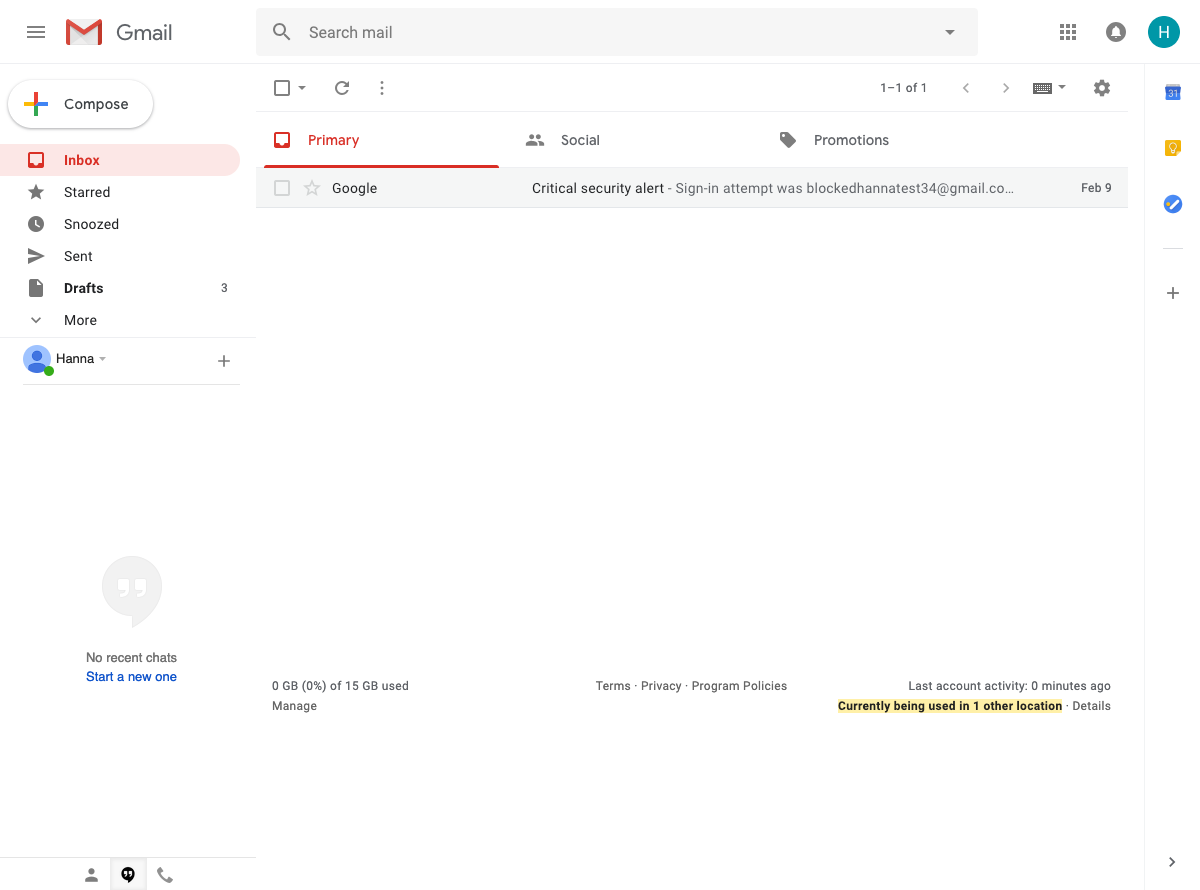 Gmail
Search mail
H
Compose
1–1 of 1
31
Primary
Social
Promotions
Inbox
Google
Critical security alert - Sign-in attempt was blockedhannatest34@gmail.co…
Feb 9
Starred
Snoozed
Sent
Drafts
3
More
Hanna
No recent chats
Start a new one
0 GB (0%) of 15 GB used
Manage
Terms · Privacy · Program Policies
Last account activity: 0 minutes ago
Currently being used in 1 other location · Details